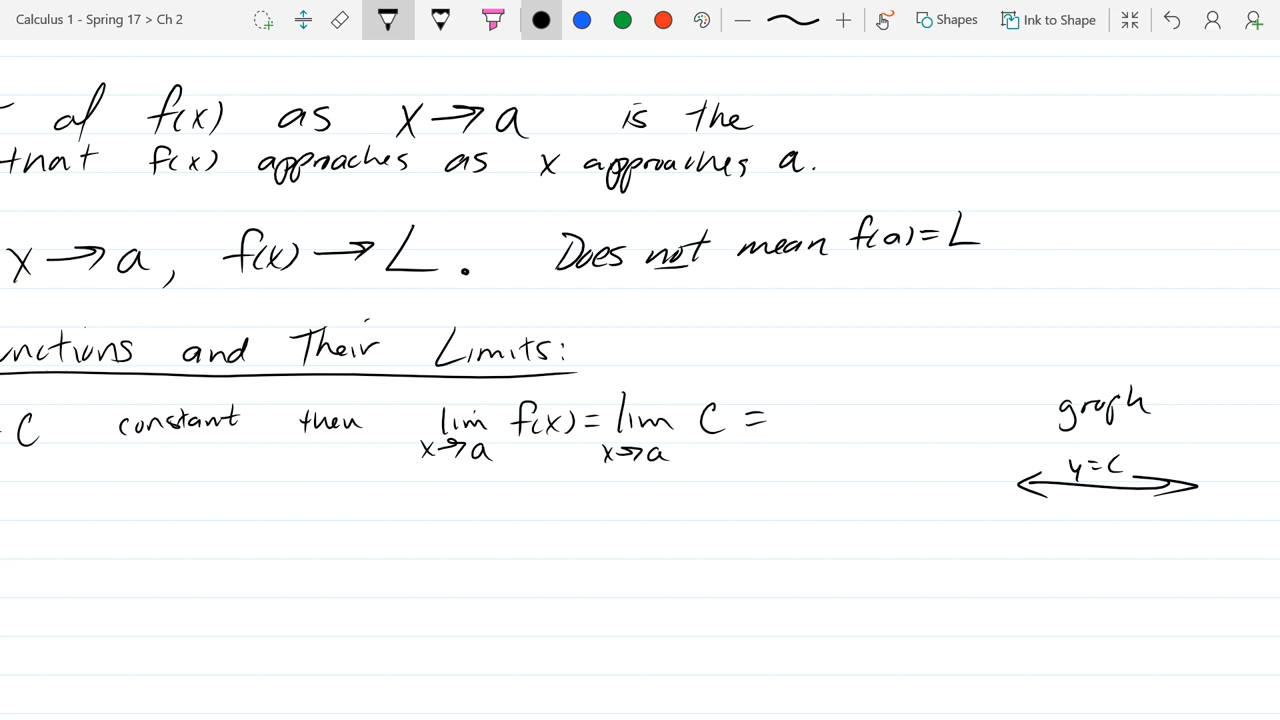 Calculus 1 - Spring 17 > Ch 2 Shapes Ink to Shape
of f(x) as x→a is the
that f(x) approaches as x approaches a.
x→a, f(x)→L. Does not mean f(a)=L
unctions and Their Limits:
C constant then lim x→a f(x) = lim x→a C =
graph
y=c